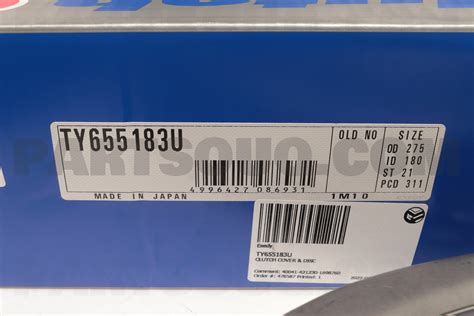 TY655183U
OLD NO
SIZE
OD 275
ID 180
ST 21
PCD 311
4996427 086931
MADE IN JAPAN
1M10
PARTSOUQ.COM
Exedy
TY655183U
CLUTCH COVER & DISC